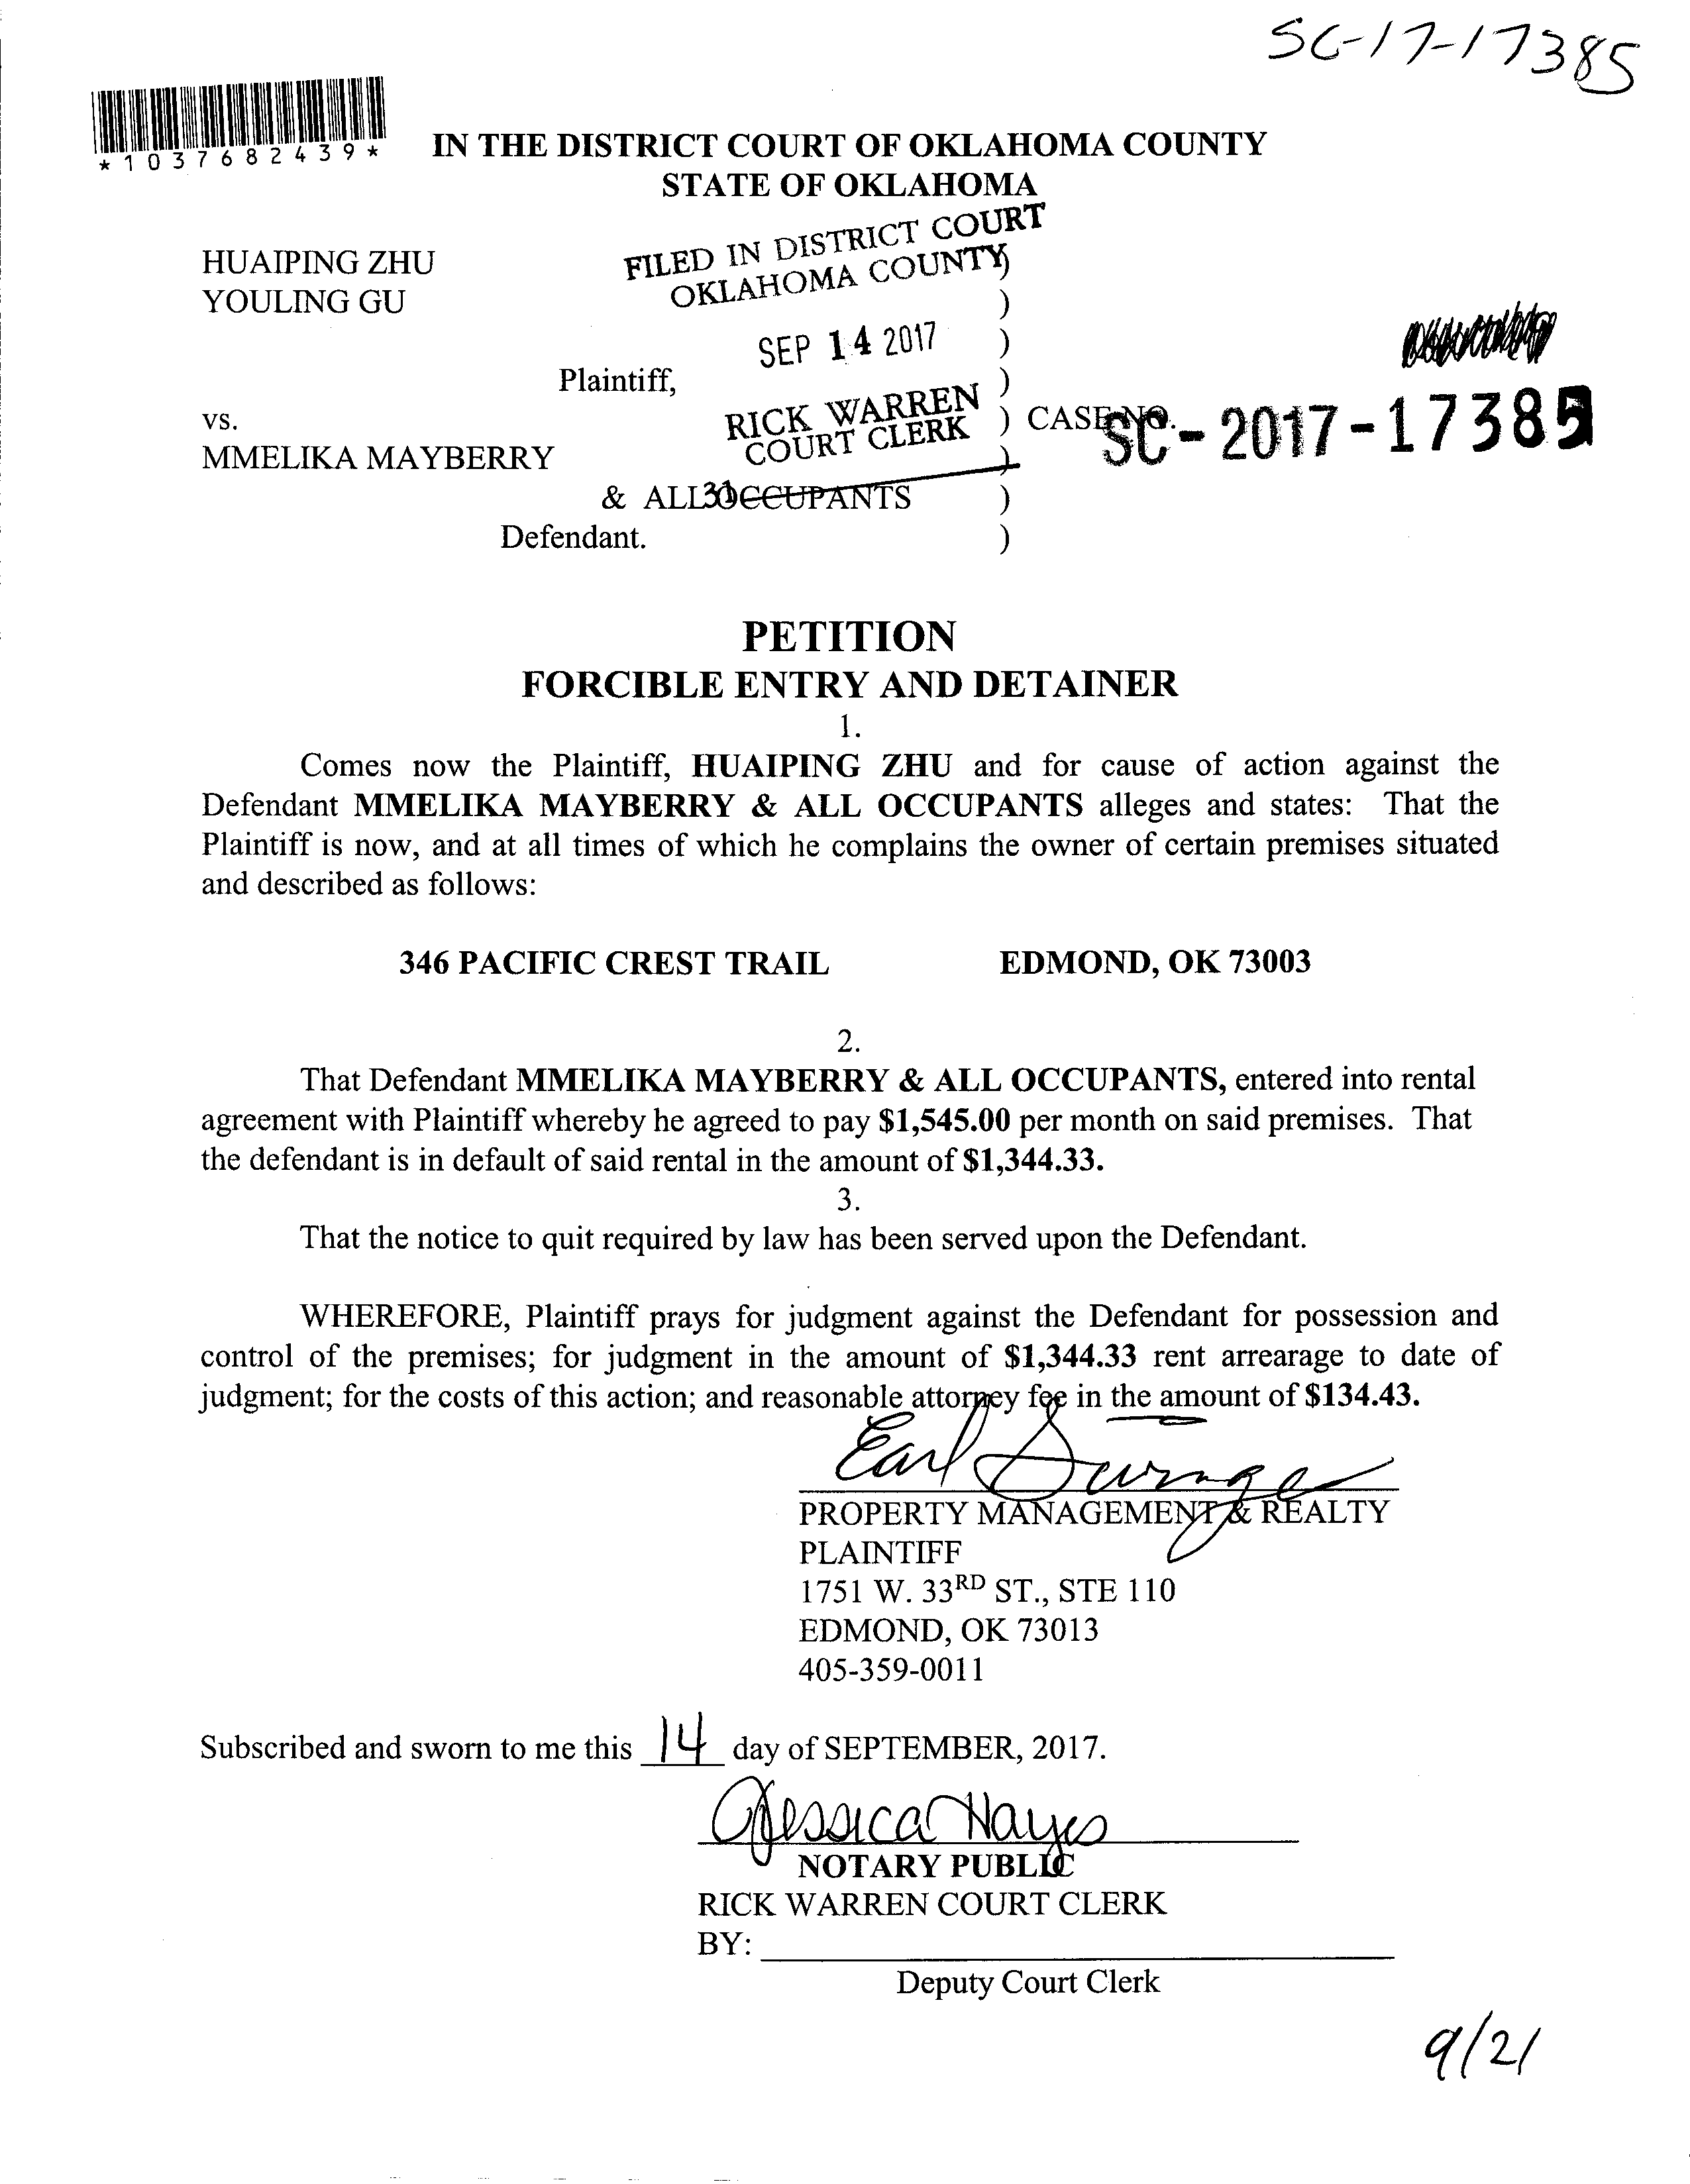 SC-17-17385
*1037682439*
IN THE DISTRICT COURT OF OKLAHOMA COUNTY
STATE OF OKLAHOMA
FILED IN DISTRICT COURT
OKLAHOMA COUNTY
HUAIPING ZHU )
YOULING GU )
SEP 14 2017 )
Plaintiff, )
RICK WARREN
COURT CLERK
vs. ) CASE NO. SC-2017-17385
MMELIKA MAYBERRY )
31
& ALL OCCUPANTS )
Defendant. )
PETITION
FORCIBLE ENTRY AND DETAINER
1.
Comes now the Plaintiff, HUAIPING ZHU and for cause of action against the
Defendant MMELIKA MAYBERRY & ALL OCCUPANTS alleges and states: That the
Plaintiff is now, and at all times of which he complains the owner of certain premises situated
and described as follows:
346 PACIFIC CREST TRAIL EDMOND, OK 73003
2.
That Defendant MMELIKA MAYBERRY & ALL OCCUPANTS, entered into rental
agreement with Plaintiff whereby he agreed to pay $1,545.00 per month on said premises. That
the defendant is in default of said rental in the amount of $1,344.33.
3.
That the notice to quit required by law has been served upon the Defendant.
WHEREFORE, Plaintiff prays for judgment against the Defendant for possession and
control of the premises; for judgment in the amount of $1,344.33 rent arrearage to date of
judgment; for the costs of this action; and reasonable attorney fee in the amount of $134.43.
Earl
PROPERTY MANAGEMENT & REALTY
PLAINTIFF
1751 W. 33RD ST., STE 110
EDMOND, OK 73013
405-359-0011
Subscribed and sworn to me this 14 day of SEPTEMBER, 2017.
Jessica Hayes
NOTARY PUBLIC
RICK WARREN COURT CLERK
BY:
Deputy Court Clerk
9/21